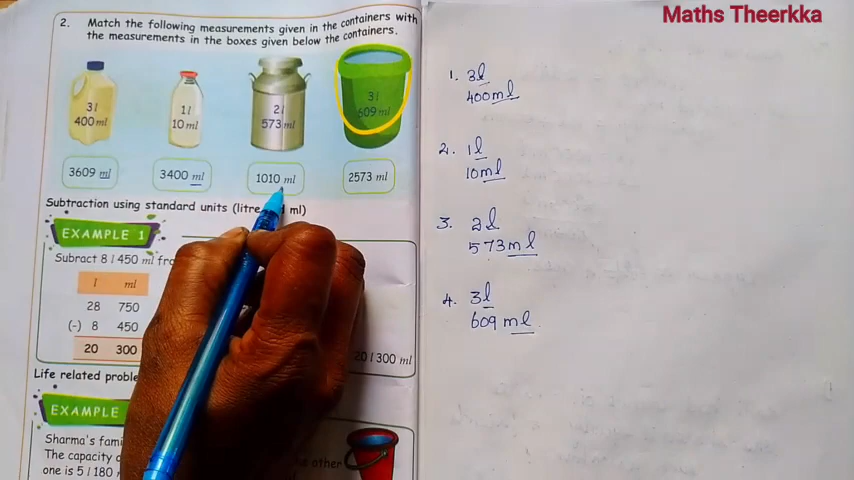 Maths Theerkka
2. Match the following measurements given in the containers with
the measurements in the boxes given below the containers.
3 l
400 ml
1 l
10 ml
2 l
573 ml
3 l
609 ml
3609 ml
3400 ml
1010 ml
2573 ml
Subtraction using standard units (litre ml)
EXAMPLE 1
Subtract 8 l 450 ml
l ml
28 750
(-) 8 450
20 300
20 l 300 ml
Life related
EXAMPLE
Sharma's
The capacity
other
one is 5 l 180
1. 3l
400ml
2. 1l
10ml
3. 2l
573ml
4. 3l
609 ml